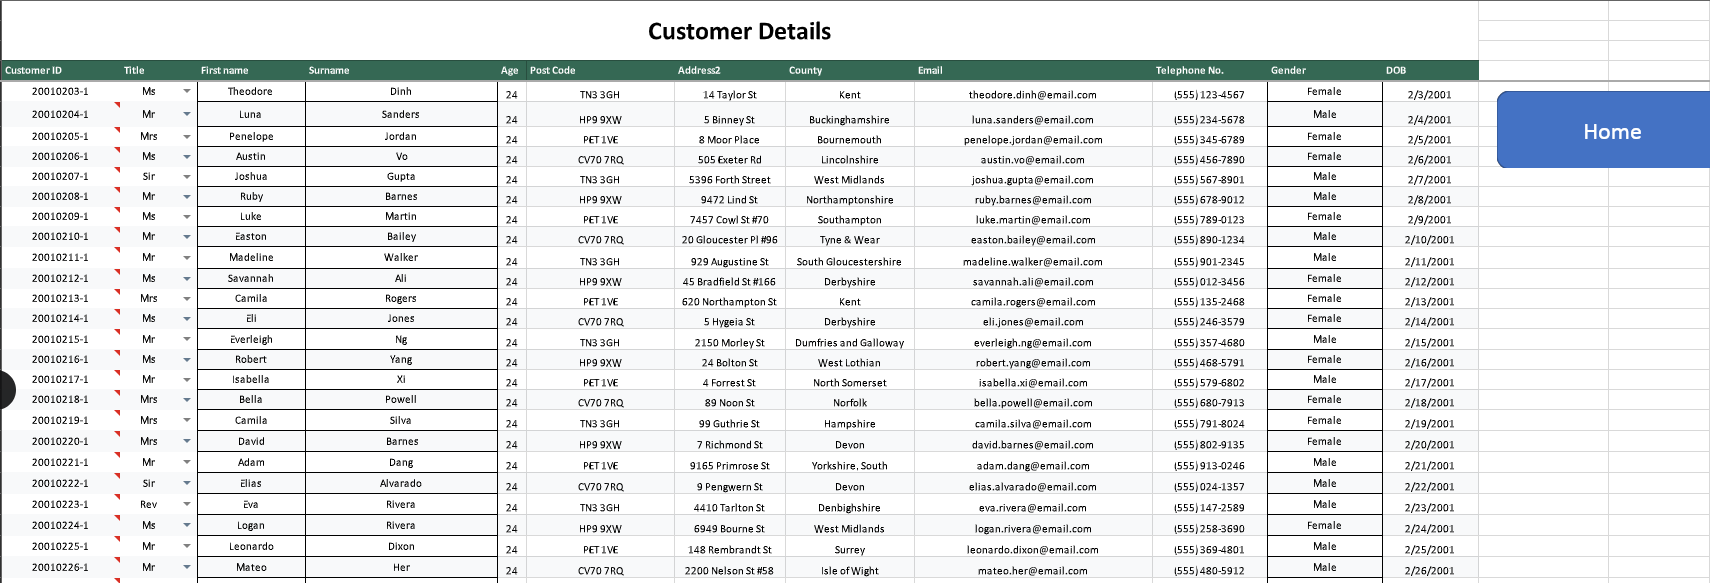 Customer Details
Customer ID Title First name Surname Age Post Code Address2 County Email Telephone No. Gender DOB
20010203-1 Ms Theodore Dinh 24 TN3 3GH 14 Taylor St Kent theodore.dinh@email.com (555) 123-4567 Female 2/3/2001
20010204-1 Mr Luna Sanders 24 HP9 9XW 5 Binney St Buckinghamshire luna.sanders@email.com (555) 234-5678 Male 2/4/2001
Home
20010205-1 Mrs Penelope Jordan 24 PET 1VE 8 Moor Place Bournemouth penelope.jordan@email.com (555) 345-6789 Female 2/5/2001
20010206-1 Ms Austin Vo 24 CV70 7RQ 505 Exeter Rd Lincolnshire austin.vo@email.com (555) 456-7890 Female 2/6/2001
20010207-1 Sir Joshua Gupta 24 TN3 3GH 5396 Forth Street West Midlands joshua.gupta@email.com (555) 567-8901 Male 2/7/2001
20010208-1 Mr Ruby Barnes 24 HP9 9XW 9472 Lind St Northamptonshire ruby.barnes@email.com (555) 678-9012 Male 2/8/2001
20010209-1 Ms Luke Martin 24 PET 1VE 7457 Cowl St #70 Southampton luke.martin@email.com (555) 789-0123 Female 2/9/2001
20010210-1 Mr Easton Bailey 24 CV70 7RQ 20 Gloucester Pl #96 Tyne & Wear easton.bailey@email.com (555) 890-1234 Male 2/10/2001
20010211-1 Mr Madeline Walker 24 TN3 3GH 929 Augustine St South Gloucestershire madeline.walker@email.com (555) 901-2345 Male 2/11/2001
20010212-1 Ms Savannah Ali 24 HP9 9XW 45 Bradfield St #166 Derbyshire savannah.ali@email.com (555) 012-3456 Female 2/12/2001
20010213-1 Mrs Camila Rogers 24 PET 1VE 620 Northampton St Kent camila.rogers@email.com (555) 135-2468 Female 2/13/2001
20010214-1 Ms Eli Jones 24 CV70 7RQ 5 Hygeia St Derbyshire eli.jones@email.com (555) 246-3579 Female 2/14/2001
20010215-1 Mr Everleigh Ng 24 TN3 3GH 2150 Morley St Dumfries and Galloway everleigh.ng@email.com (555) 357-4680 Male 2/15/2001
20010216-1 Ms Robert Yang 24 HP9 9XW 24 Bolton St West Lothian robert.yang@email.com (555) 468-5791 Female 2/16/2001
20010217-1 Mr Isabella Xi 24 PET 1VE 4 Forrest St North Somerset isabella.xi@email.com (555) 579-6802 Male 2/17/2001
20010218-1 Mrs Bella Powell 24 CV70 7RQ 89 Noon St Norfolk bella.powell@email.com (555) 680-7913 Female 2/18/2001
20010219-1 Mrs Camila Silva 24 TN3 3GH 99 Guthrie St Hampshire camila.silva@email.com (555) 791-8024 Female 2/19/2001
20010220-1 Mrs David Barnes 24 HP9 9XW 7 Richmond St Devon david.barnes@email.com (555) 802-9135 Female 2/20/2001
20010221-1 Mr Adam Dang 24 PET 1VE 9165 Primrose St Yorkshire, South adam.dang@email.com (555) 913-0246 Male 2/21/2001
20010222-1 Sir Elias Alvarado 24 CV70 7RQ 9 Pengwern St Devon elias.alvarado@email.com (555) 024-1357 Male 2/22/2001
20010223-1 Rev Eva Rivera 24 TN3 3GH 4410 Tarlton St Denbighshire eva.rivera@email.com (555) 147-2589 Male 2/23/2001
20010224-1 Ms Logan Rivera 24 HP9 9XW 6949 Bourne St West Midlands logan.rivera@email.com (555) 258-3690 Female 2/24/2001
20010225-1 Mr Leonardo Dixon 24 PET 1VE 148 Rembrandt St Surrey leonardo.dixon@email.com (555) 369-4801 Male 2/25/2001
20010226-1 Mr Mateo Her 24 CV70 7RQ 2200 Nelson St #58 Isle of Wight mateo.her@email.com (555) 480-5912 Male 2/26/2001